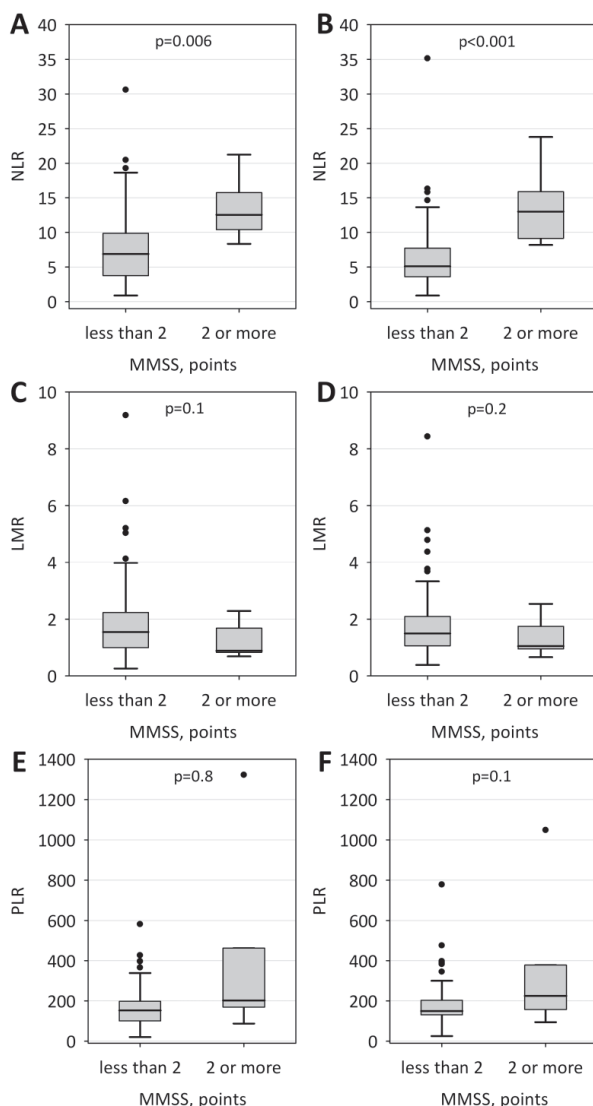 A
B
p=0.006
p<0.001
40
35
30
25
20
15
10
5
0
NLR
less than 2 2 or more
MMSS, points
40
35
30
25
20
15
10
5
0
NLR
less than 2 2 or more
MMSS, points
C
D
p=0.1
p=0.2
10
8
6
4
2
0
LMR
less than 2 2 or more
MMSS, points
10
8
6
4
2
0
LMR
less than 2 2 or more
MMSS, points
E
F
p=0.8
p=0.1
1400
1200
1000
800
600
400
200
0
PLR
less than 2 2 or more
MMSS, points
1400
1200
1000
800
600
400
200
0
PLR
less than 2 2 or more
MMSS, points